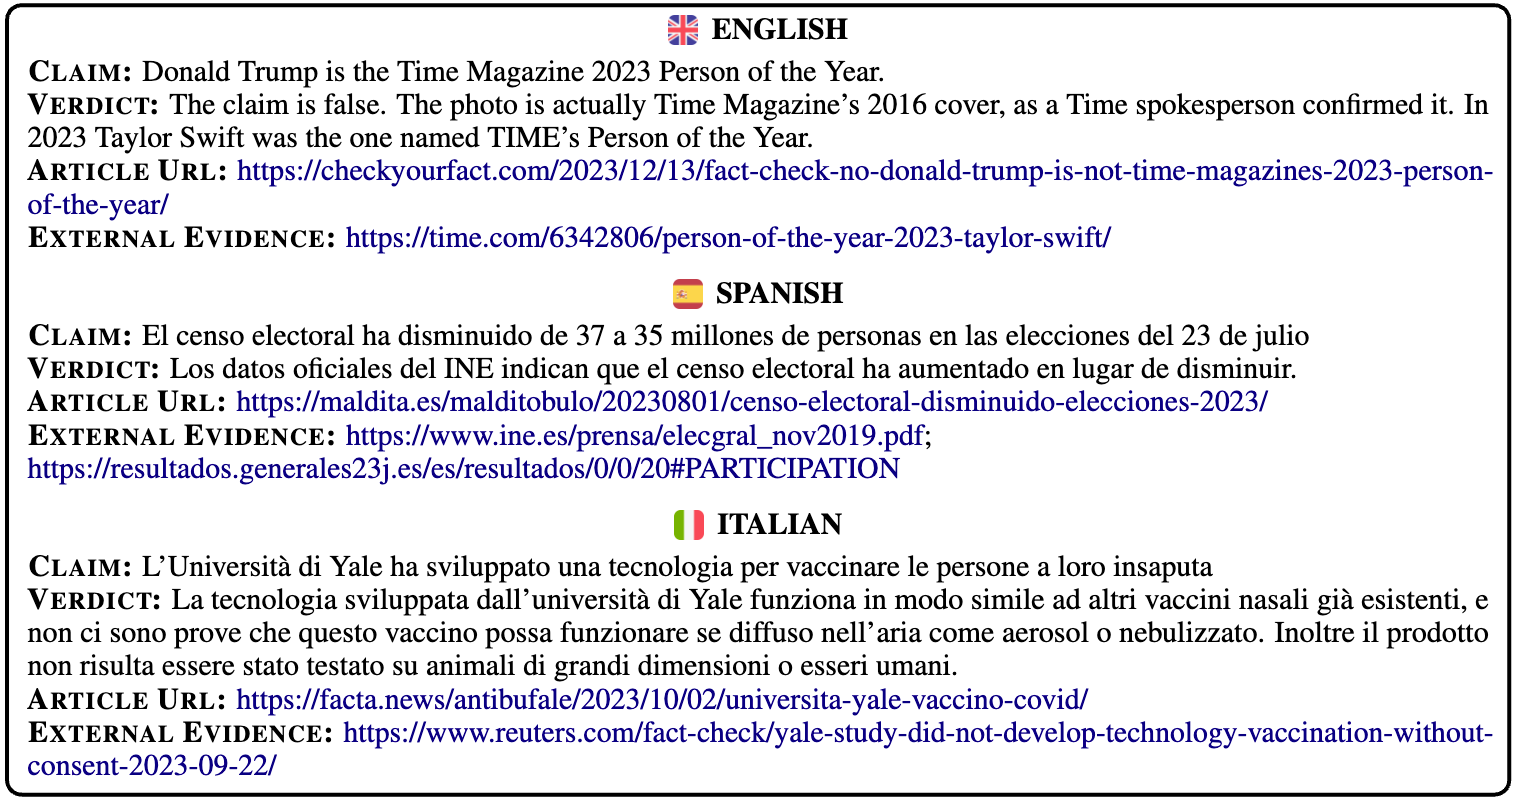 ENGLISH
CLAIM: Donald Trump is the Time Magazine 2023 Person of the Year.
VERDICT: The claim is false. The photo is actually Time Magazine’s 2016 cover, as a Time spokesperson confirmed it. In
2023 Taylor Swift was the one named TIME’s Person of the Year.
ARTICLE URL: https://checkyourfact.com/2023/12/13/fact-check-no-donald-trump-is-not-time-magazines-2023-person-
of-the-year/
EXTERNAL EVIDENCE: https://time.com/6342806/person-of-the-year-2023-taylor-swift/
SPANISH
CLAIM: El censo electoral ha disminuido de 37 a 35 millones de personas en las elecciones del 23 de julio
VERDICT: Los datos oficiales del INE indican que el censo electoral ha aumentado en lugar de disminuir.
ARTICLE URL: https://maldita.es/malditobulo/20230801/censo-electoral-disminuido-elecciones-2023/
EXTERNAL EVIDENCE: https://www.ine.es/prensa/elecgral_nov2019.pdf;
https://resultados.generales23j.es/es/resultados/0/0/20#PARTICIPATION
ITALIAN
CLAIM: L’Università di Yale ha sviluppato una tecnologia per vaccinare le persone a loro insaputa
VERDICT: La tecnologia sviluppata dall’università di Yale funziona in modo simile ad altri vaccini nasali già esistenti, e
non ci sono prove che questo vaccino possa funzionare se diffuso nell’aria come aerosol o nebulizzato. Inoltre il prodotto
non risulta essere stato testato su animali di grandi dimensioni o esseri umani.
ARTICLE URL: https://facta.news/antibufale/2023/10/02/universita-yale-vaccino-covid/
EXTERNAL EVIDENCE: https://www.reuters.com/fact-check/yale-study-did-not-develop-technology-vaccination-without-
consent-2023-09-22/